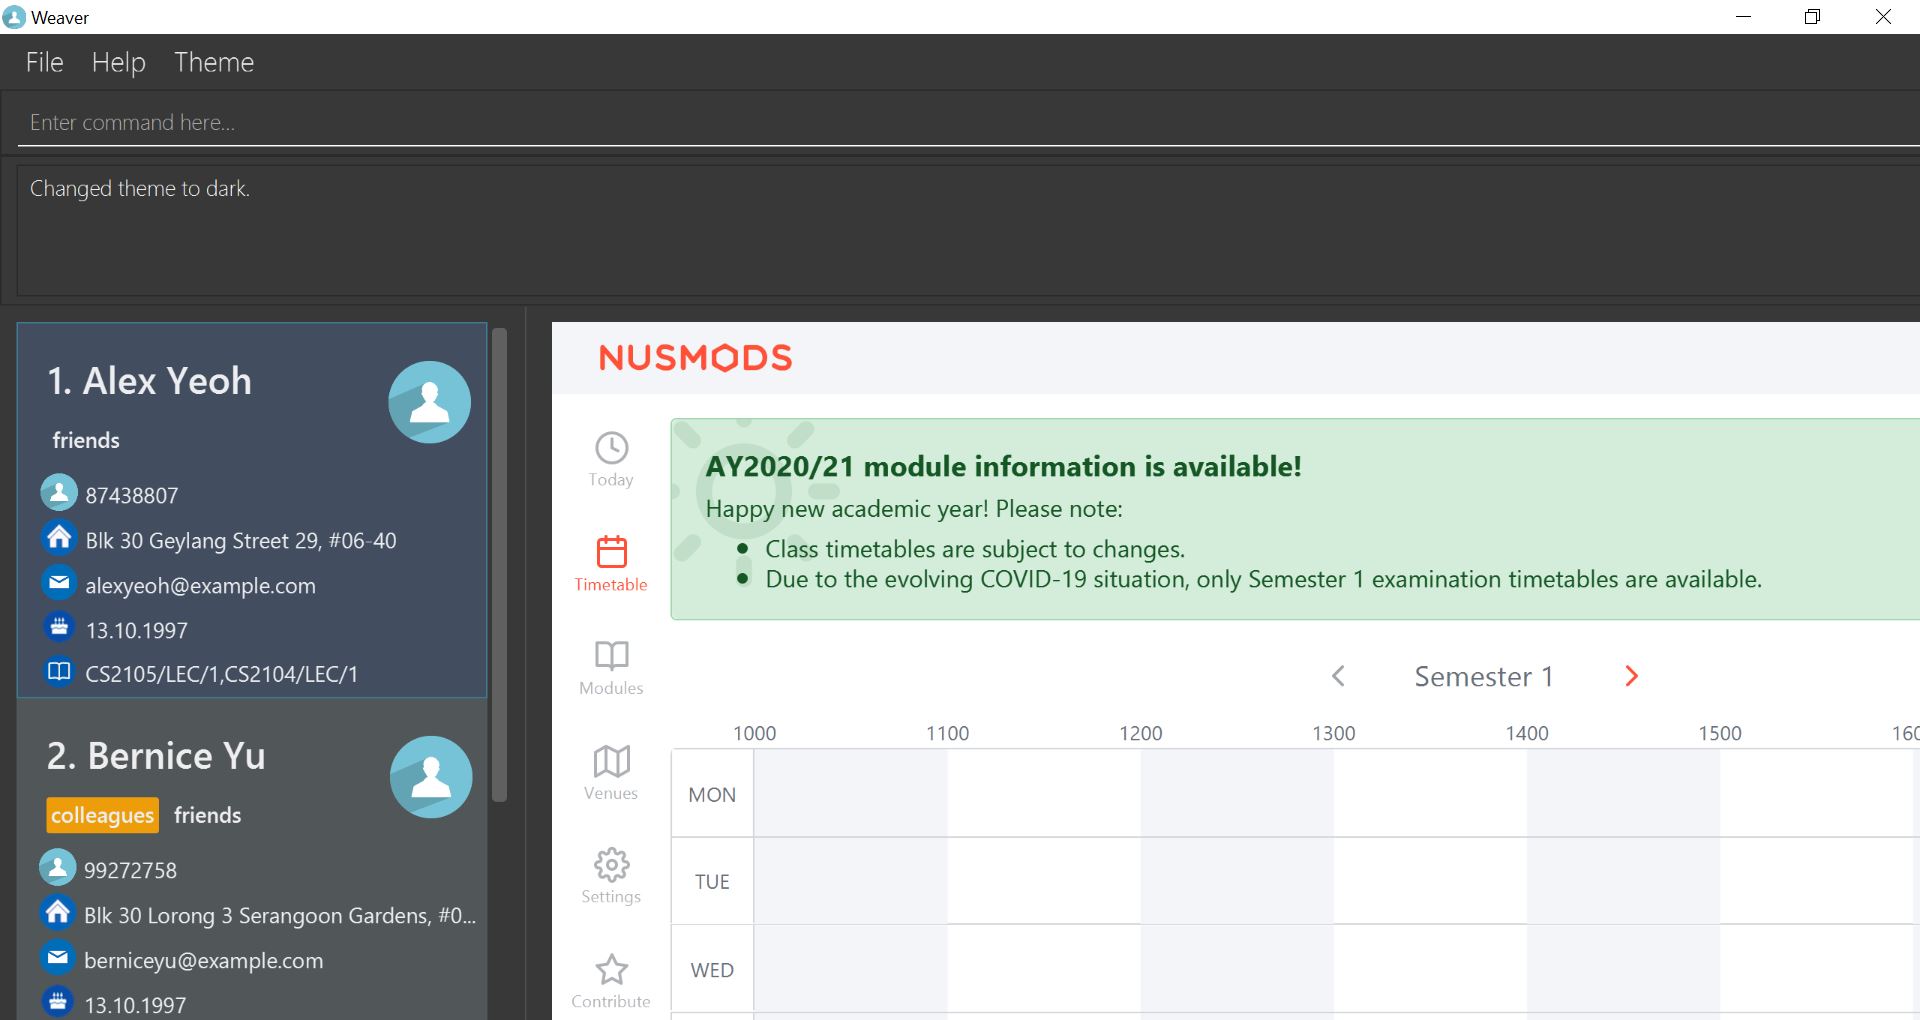 Weaver
File Help Theme
Enter command here...
Changed theme to dark.
1. Alex Yeoh
friends
87438807
Blk 30 Geylang Street 29, #06-40
alexyeoh@example.com
13.10.1997
CS2105/LEC/1,CS2104/LEC/1
2. Bernice Yu
colleagues friends
99272758
Blk 30 Lorong 3 Serangoon Gardens, #0...
berniceyu@example.com
13.10.1997
NUSMODS
Today
Timetable
Modules
Venues
Settings
Contribute
AY2020/21 module information is available!
Happy new academic year! Please note:
• Class timetables are subject to changes.
• Due to the evolving COVID-19 situation, only Semester 1 examination timetables are available.
Semester 1
1000 1100 1200 1300 1400 1500
MON
TUE
WED